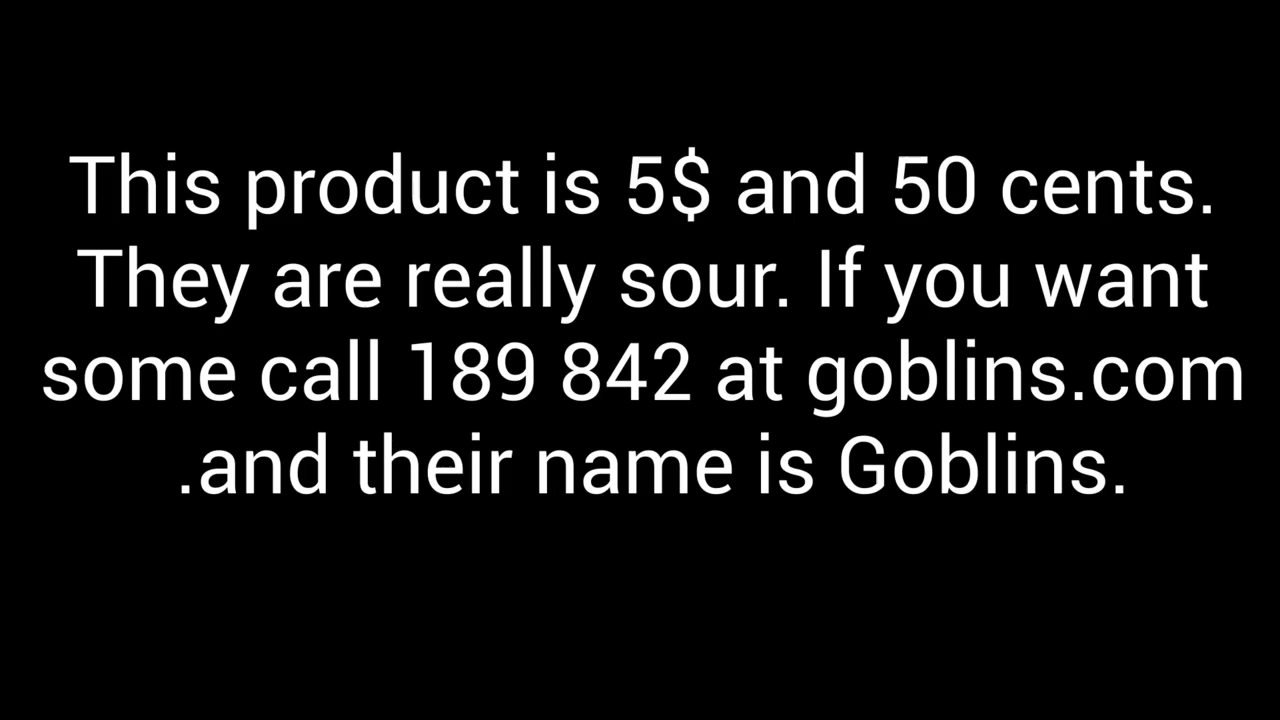 This product is 5$ and 50 cents.
They are really sour. If you want
some call 189 842 at goblins.com
.and their name is Goblins.